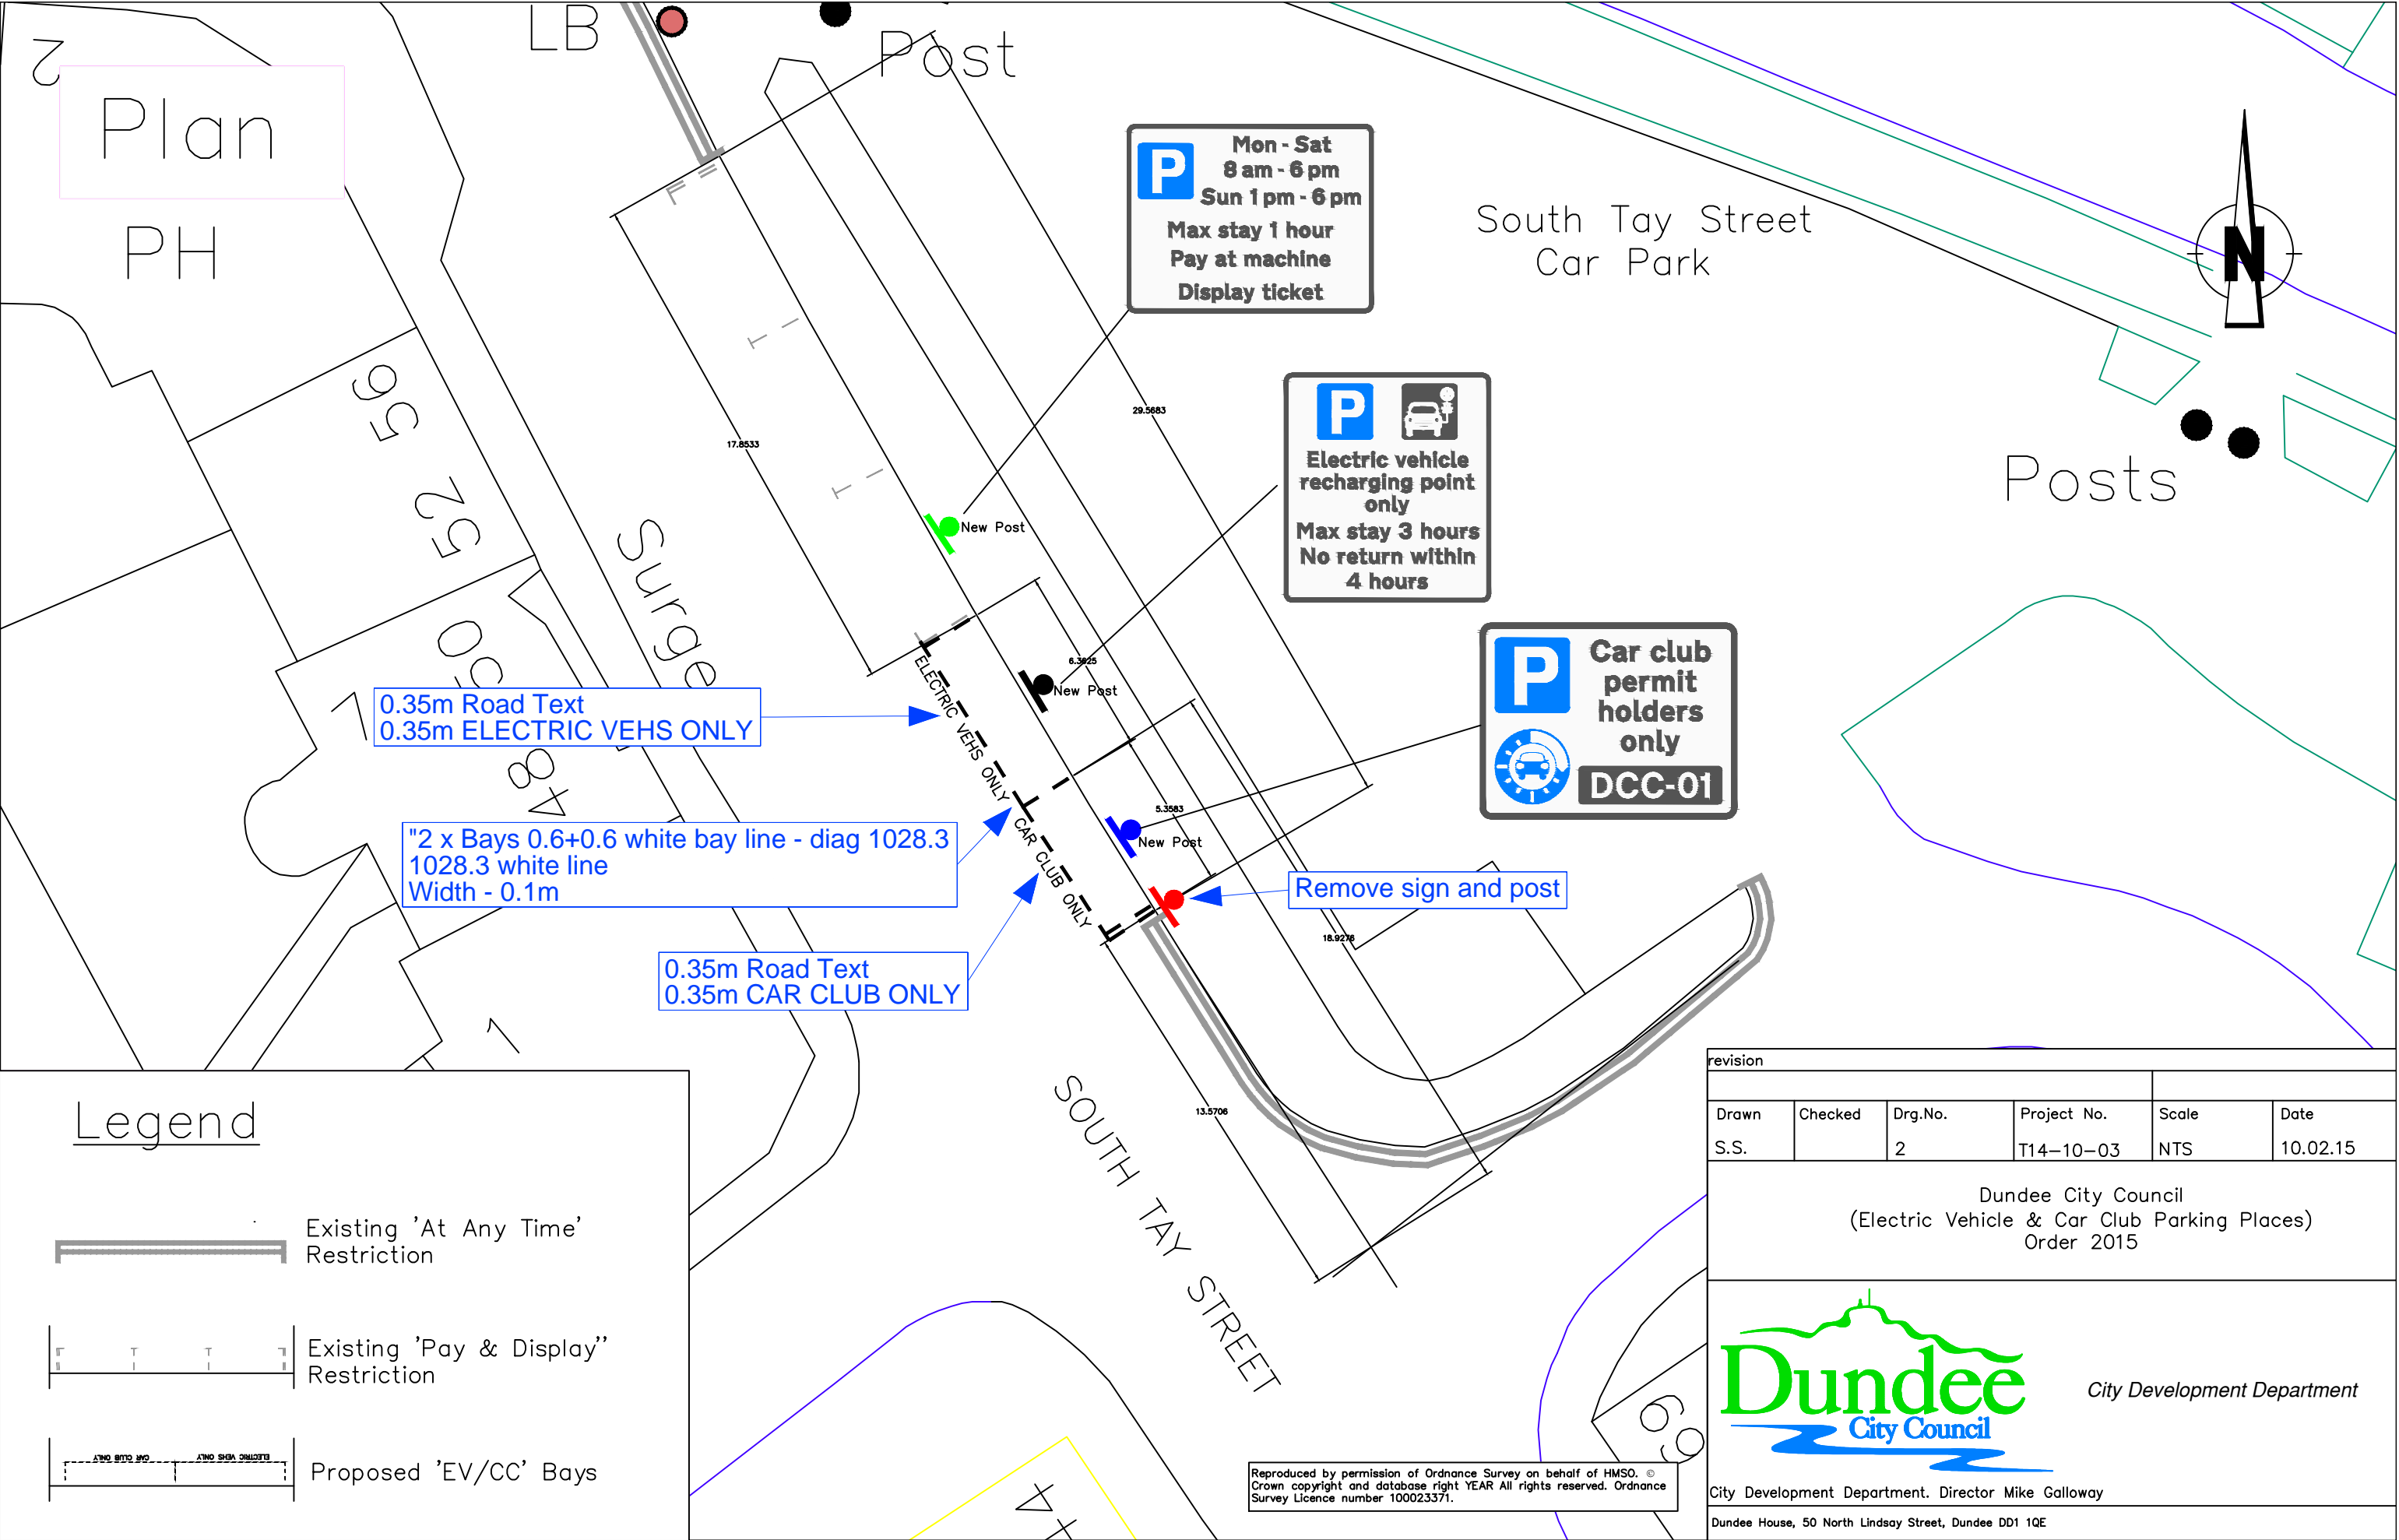 LB
Post
2
Plan
PH
Mon - Sat
8 am - 6 pm
Sun 1 pm - 6 pm
Max stay 1 hour
Pay at machine
Display ticket
South Tay Street
Car Park
N
P
Electric vehicle
recharging point
only
Max stay 3 hours
No return within
4 hours
Posts
56
52
50
48
1
1
Surge
17.8533
29.5683
New Post
6.3625
New Post
5.3583
New Post
18.9276
13.5706
P
Car club
permit
holders
only
DCC-01
P
ELECTRIC VEHS ONLY
CAR CLUB ONLY
0.35m Road Text
0.35m ELECTRIC VEHS ONLY
"2 x Bays 0.6+0.6 white bay line - diag 1028.3
1028.3 white line
Width - 0.1m
Remove sign and post
0.35m Road Text
0.35m CAR CLUB ONLY
SOUTH TAY STREET
69
Legend
Existing 'At Any Time'
Restriction
Existing 'Pay & Display''
Restriction
CAR CLUB ONLY
ELECTRIC VEHS ONLY
Proposed 'EV/CC' Bays
Reproduced by permission of Ordnance Survey on behalf of HMSO. ©
Crown copyright and database right YEAR All rights reserved. Ordnance
Survey Licence number 100023371.
revision
Drawn Checked Drg.No. Project No. Scale Date
S.S. 2 T14-10-03 NTS 10.02.15
Dundee City Council
(Electric Vehicle & Car Club Parking Places)
Order 2015
Dundee
City Council
City Development Department
City Development Department. Director Mike Galloway
Dundee House, 50 North Lindsay Street, Dundee DD1 1QE